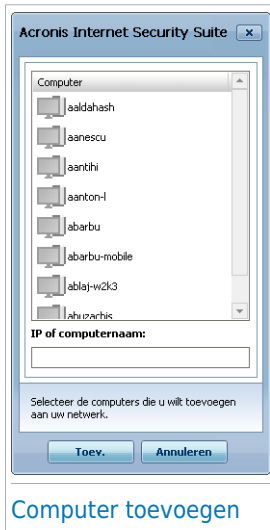 Acronis Internet Security Suite
Computer
aaldahash
aanescu
aantihi
aanton-l
abarbu
abarbu-mobile
ablaj-w2k3
abuzachis
IP of computernaam:
Selecteer de computers die u wilt toevoegen
aan uw netwerk.
Toev.
Annuleren
Computer toevoegen